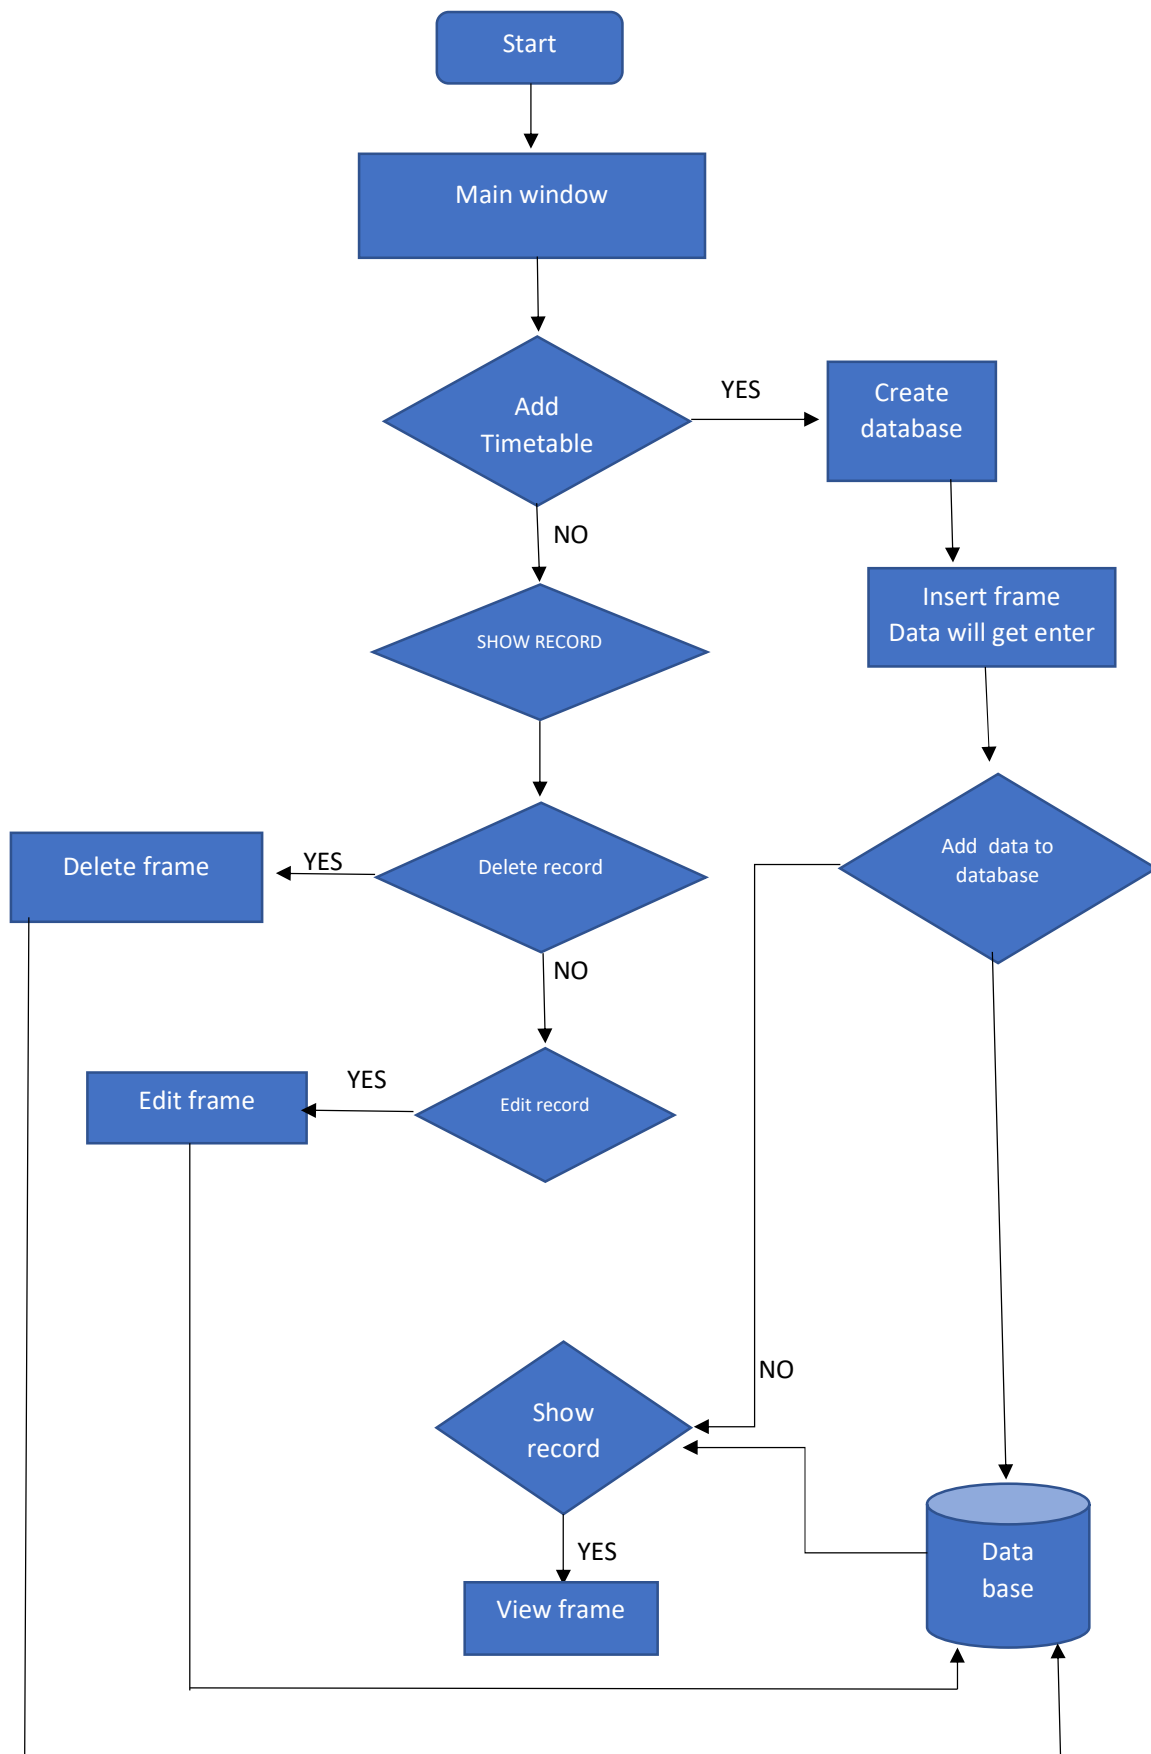 Start
Main window
Add
Timetable
YES
Create
database
NO
Insert frame
Data will get enter
SHOW RECORD
Delete frame
YES
Delete record
Add  data to
database
NO
Edit frame
YES
Edit record
NO
Show
record
YES
View frame
Data
base